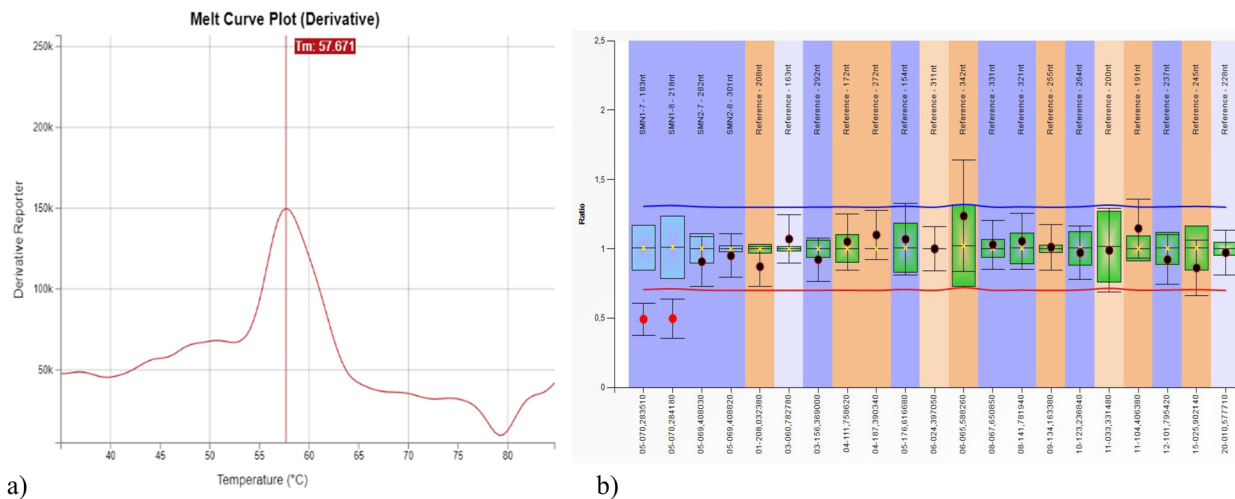 Melt Curve Plot (Derivative)
Tm: 57.671
250k
200k
150k
100k
50k
Derivative Reporter
40
45
50
55
60
65
70
75
80
Temperature (°C)
a)
2,5
2
1,5
1
0,5
0
Ratio
SMN1-7 - 183nt
SMN1-8 - 218nt
SMN2-7 - 282nt
SMN2-8 - 301nt
Reference - 208nt
Reference - 163nt
Reference - 292nt
Reference - 172nt
Reference - 272nt
Reference - 154nt
Reference - 311nt
Reference - 342nt
Reference - 331nt
Reference - 321nt
Reference - 255nt
Reference - 264nt
Reference - 200nt
Reference - 191nt
Reference - 237nt
Reference - 245nt
Reference - 228nt
05-070,283510
05-070,284180
05-069,408030
05-069,408820
01-208,032380
03-060,782780
03-156,369000
04-111,758620
04-187,390340
05-176,616680
06-024,397050
06-065,588260
08-067,650850
08-141,781940
09-134,163380
10-123,236840
11-033,331480
11-104,406380
12-101,795420
15-025,902140
20-010,577710
b)